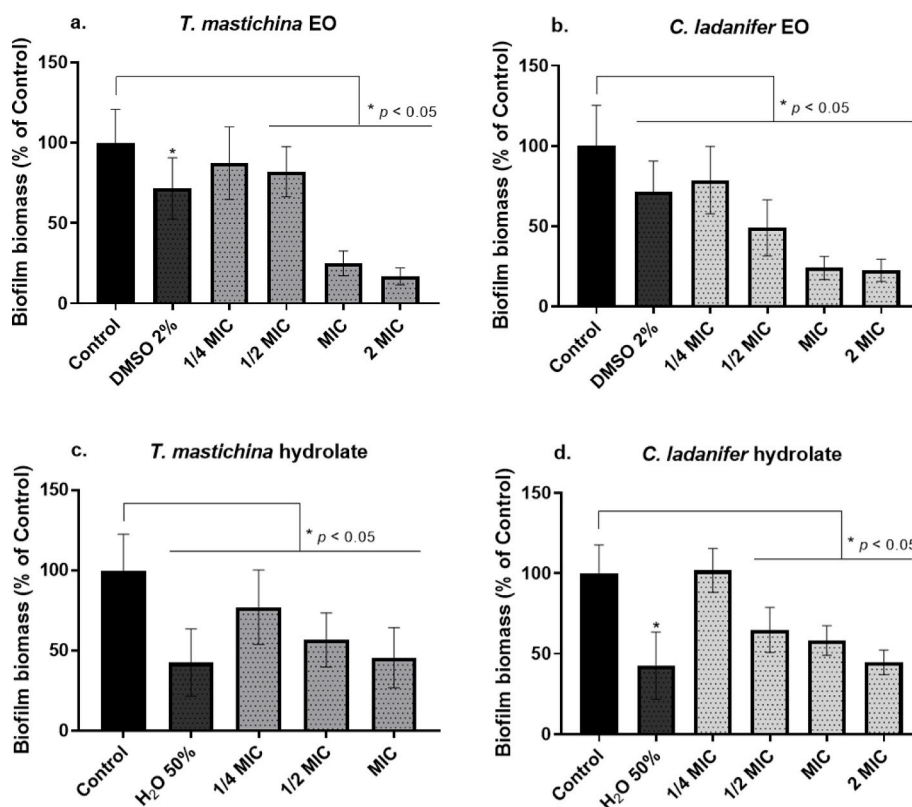 a.
T. mastichina EO
Biofilm biomass (% of Control)
150
100
50
0
* p < 0.05
*
Control
DMSO 2%
1/4 MIC
1/2 MIC
MIC
2 MIC
b.
C. ladanifer EO
Biofilm biomass (% of Control)
150
100
50
0
* p < 0.05
Control
DMSO 2%
1/4 MIC
1/2 MIC
MIC
2 MIC
c.
T. mastichina hydrolate
Biofilm biomass (% of Control)
150
100
50
0
* p < 0.05
Control
H₂O 50%
1/4 MIC
1/2 MIC
MIC
d.
C. ladanifer hydrolate
Biofilm biomass (% of Control)
150
100
50
0
* p < 0.05
*
Control
H₂O 50%
1/4 MIC
1/2 MIC
MIC
2 MIC